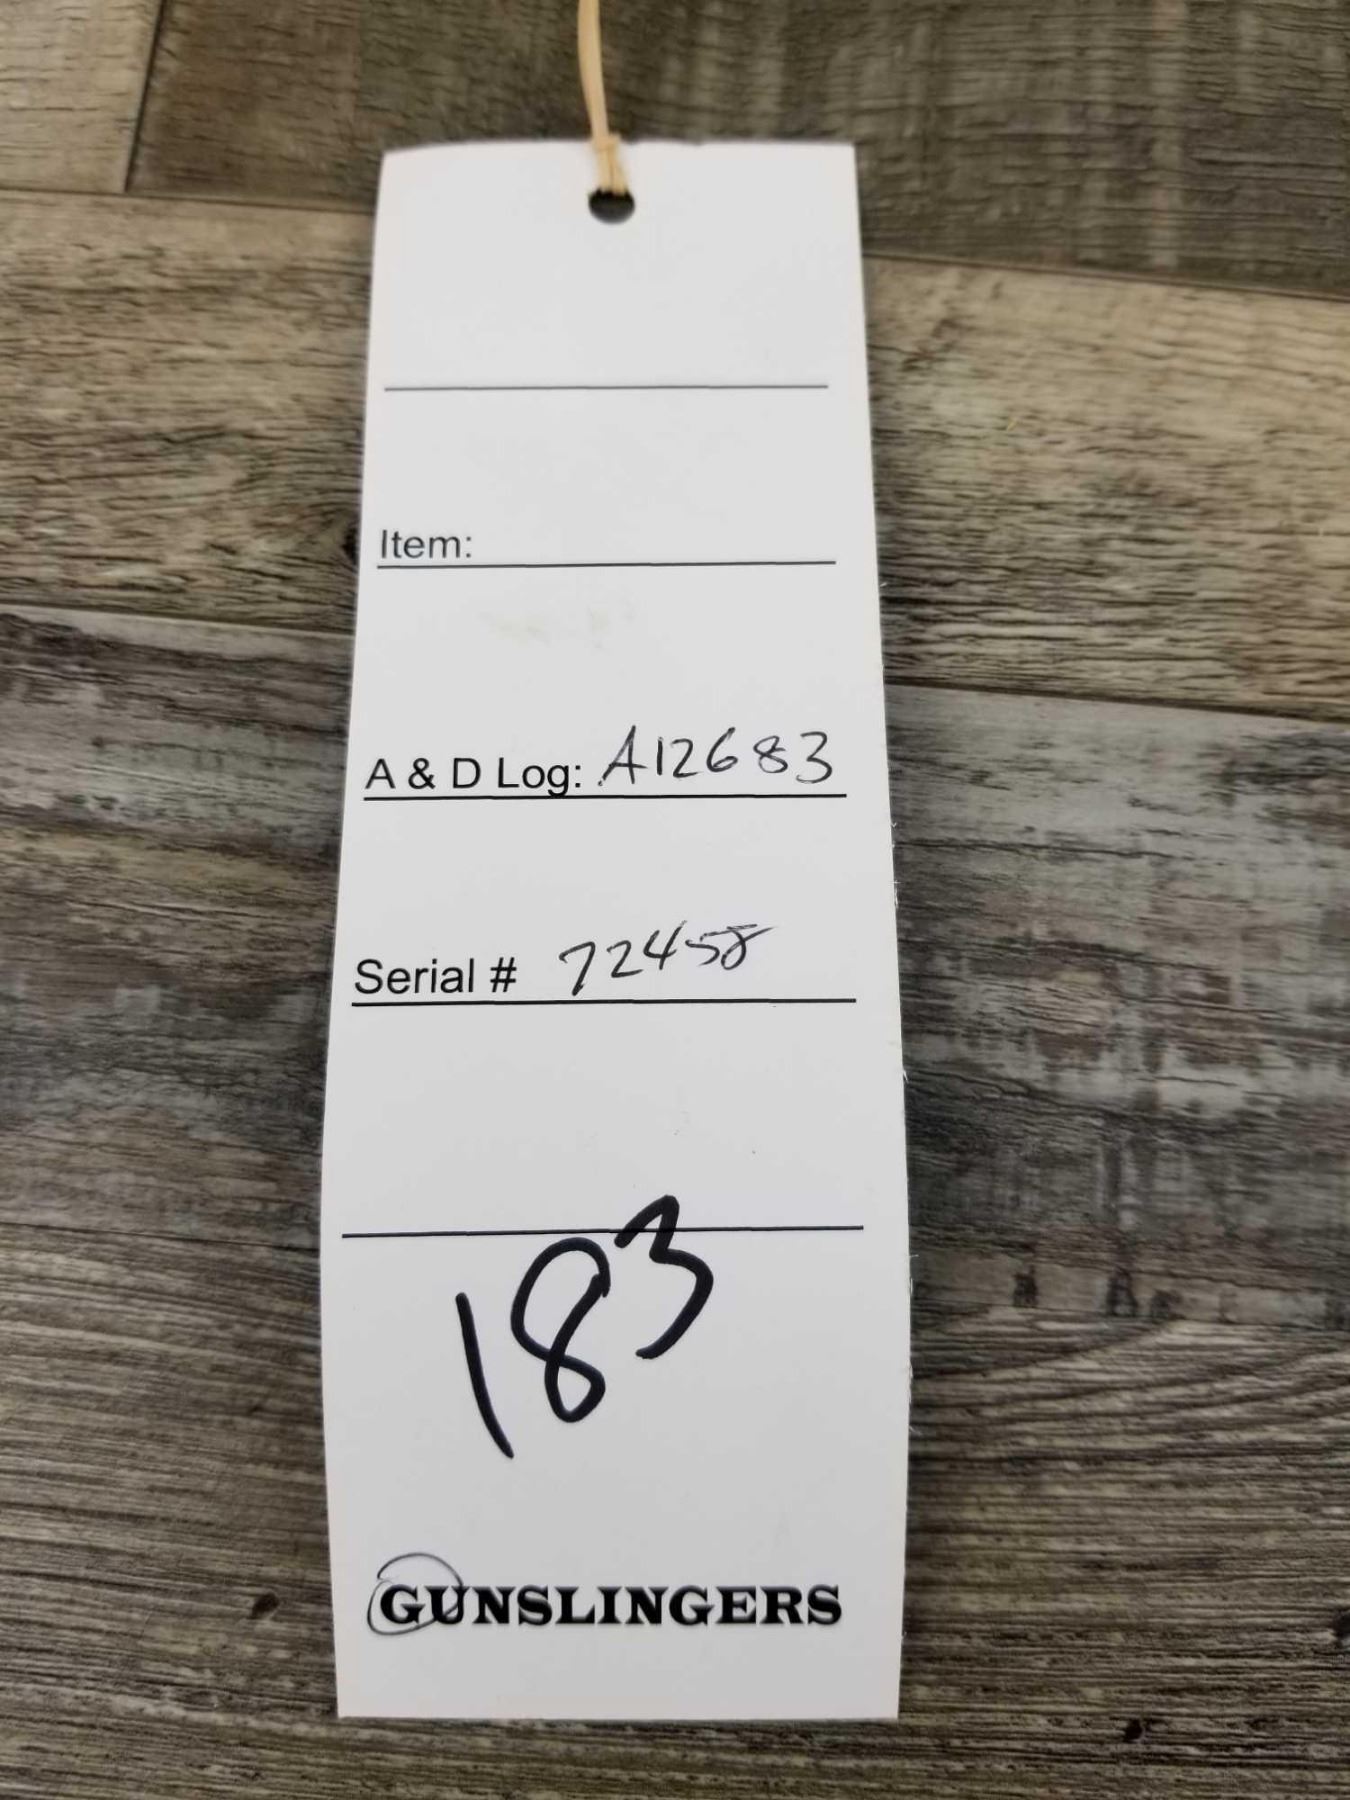 Item:
A & D Log: A12683
Serial # 72458
183
GUNSLINGERS